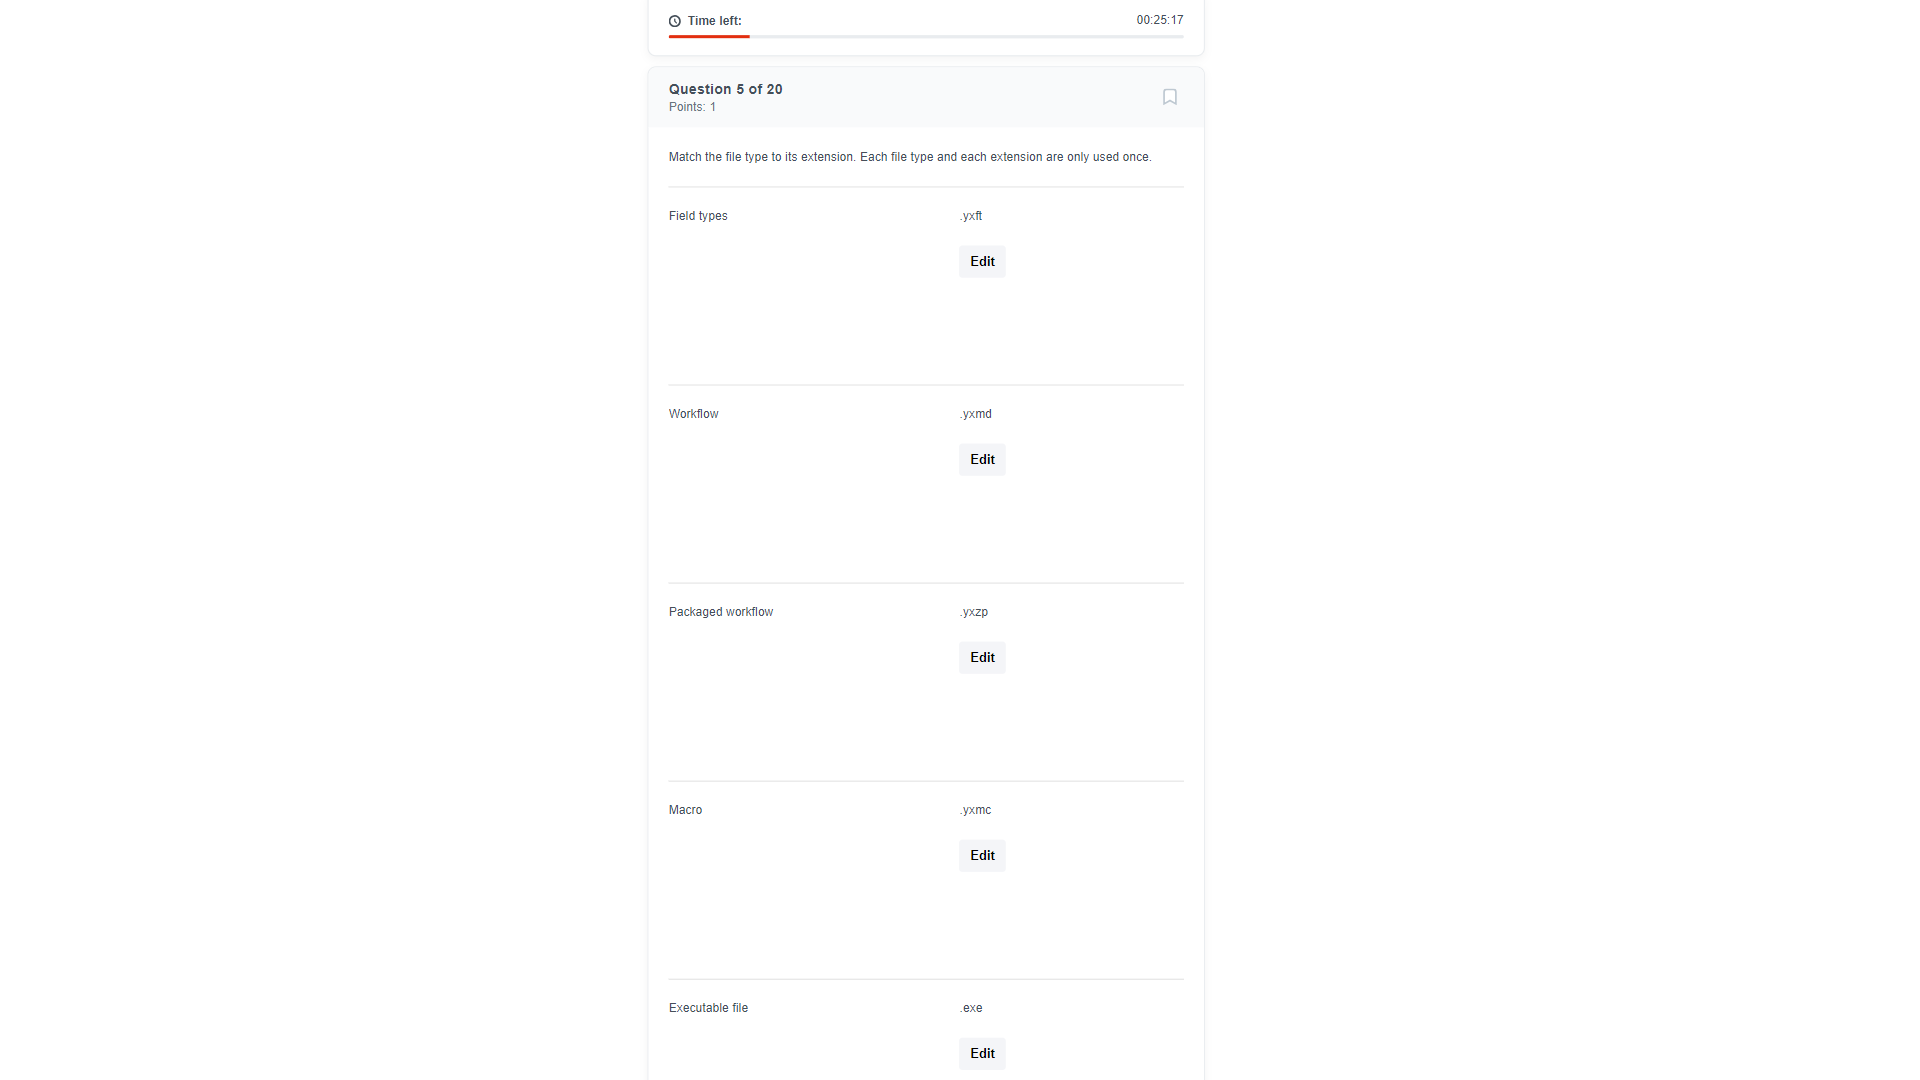 Time left:
00:25:17
Question 5 of 20
Points: 1
Match the file type to its extension. Each file type and each extension are only used once.
Field types
.yxft
Edit
Workflow
.yxmd
Edit
Packaged workflow
.yxzp
Edit
Macro
.yxmc
Edit
Executable file
.exe
Edit